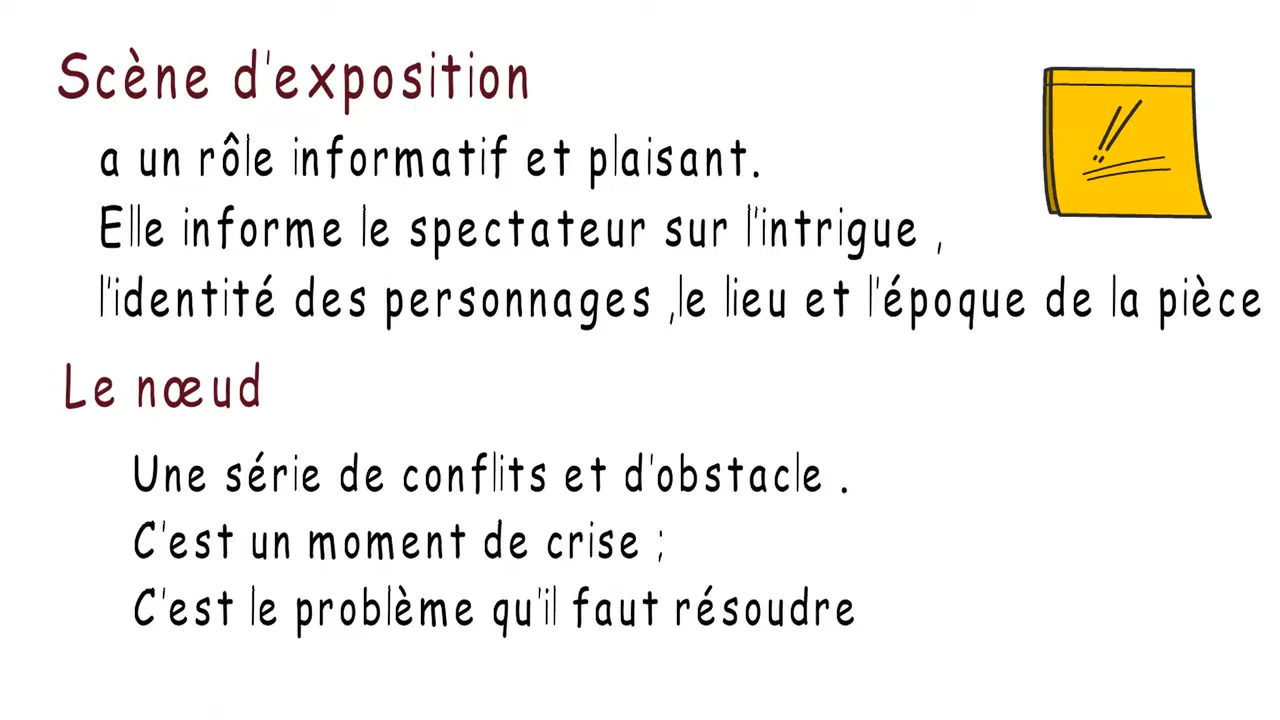 Scène d'exposition
a un rôle informatif et plaisant.
Elle informe le spectateur sur l'intrigue ,
l'identité des personnages ,le lieu et l'époque de la pièce
Le nœud
Une série de conflits et d'obstacle .
C'est un moment de crise ;
C'est le problème qu'il faut résoudre